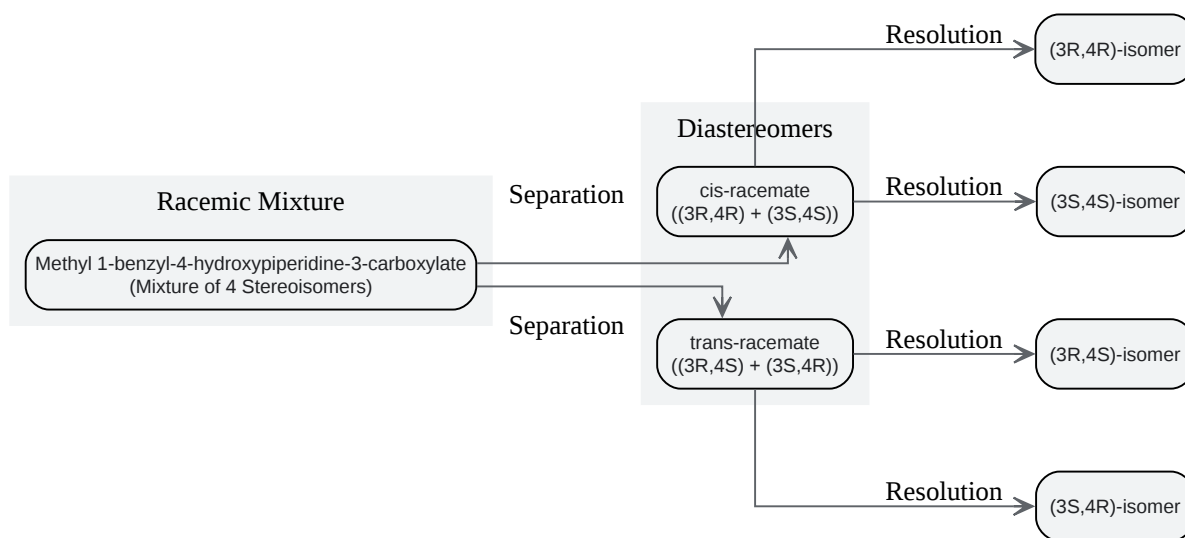 Resolution
(3R,4R)-isomer
Diastereomers
Racemic Mixture
Separation
cis-racemate
((3R,4R) + (3S,4S))
Resolution
(3S,4S)-isomer
Methyl 1-benzyl-4-hydroxypiperidine-3-carboxylate
(Mixture of 4 Stereoisomers)
Separation
trans-racemate
((3R,4S) + (3S,4R))
Resolution
(3R,4S)-isomer
Resolution
(3S,4R)-isomer